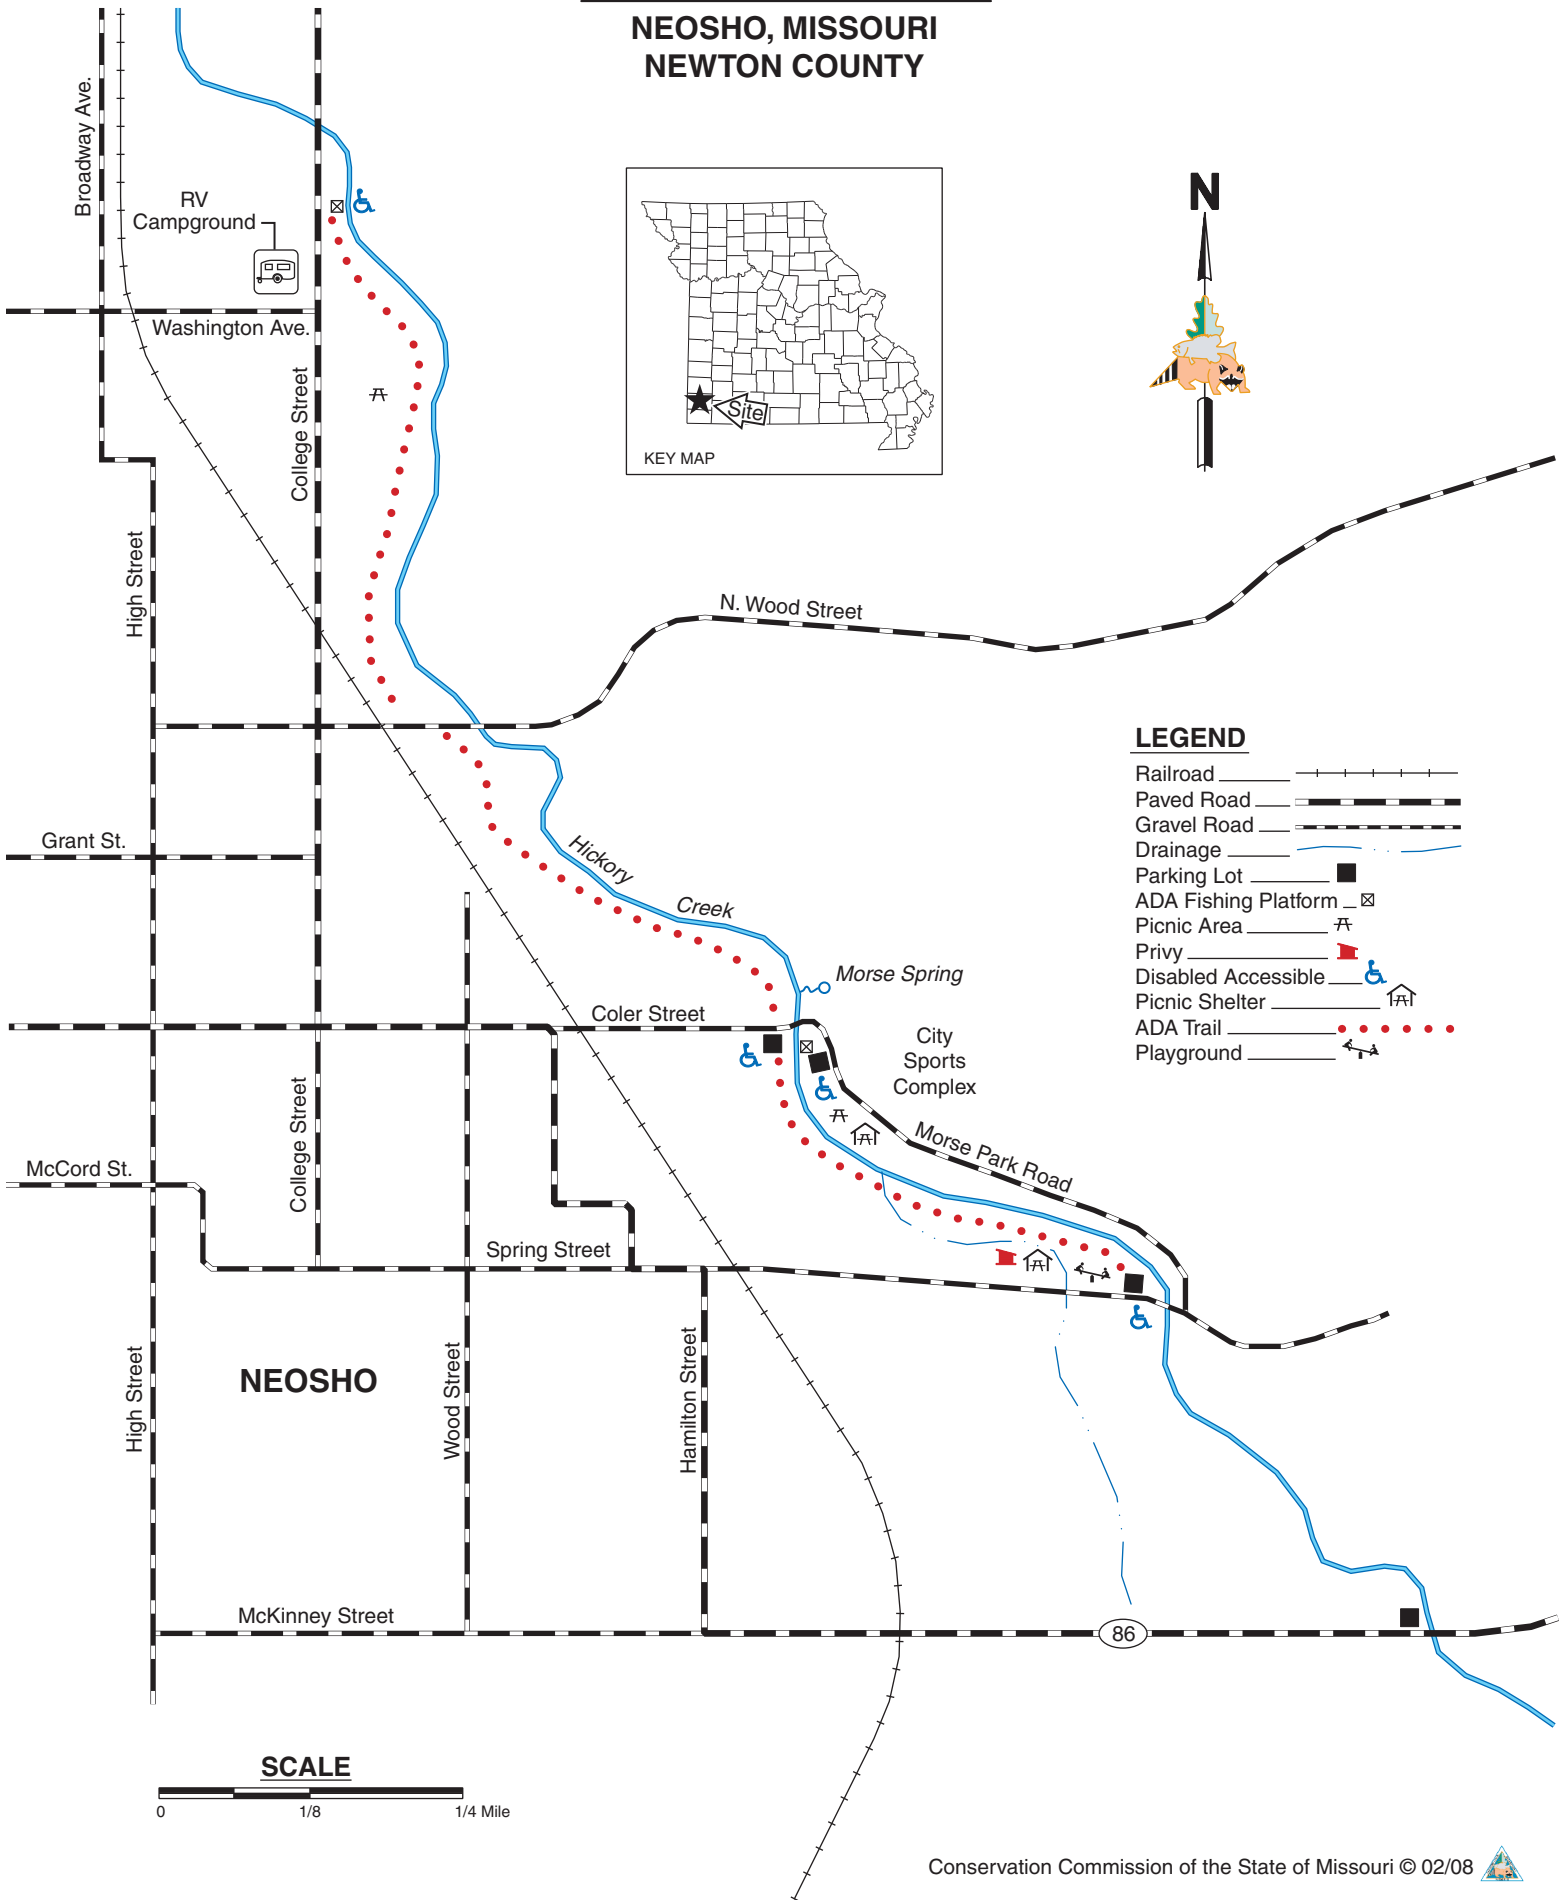 NEOSHO, MISSOURI
NEWTON COUNTY
Broadway Ave.
RV
Campground
N
Washington Ave.
College Street
Site
KEY MAP
High Street
N. Wood Street
LEGEND
Railroad
Paved Road
Gravel Road
Drainage
Parking Lot
ADA Fishing Platform
Picnic Area
Privy
Disabled Accessible
Picnic Shelter
ADA Trail
Playground
Grant St.
Hickory
Creek
Morse Spring
Coler Street
City
Sports
Complex
College Street
Morse Park Road
McCord St.
Spring Street
High Street
NEOSHO
Wood Street
Hamilton Street
McKinney Street
86
SCALE
0 1/8 1/4 Mile
Conservation Commission of the State of Missouri © 02/08